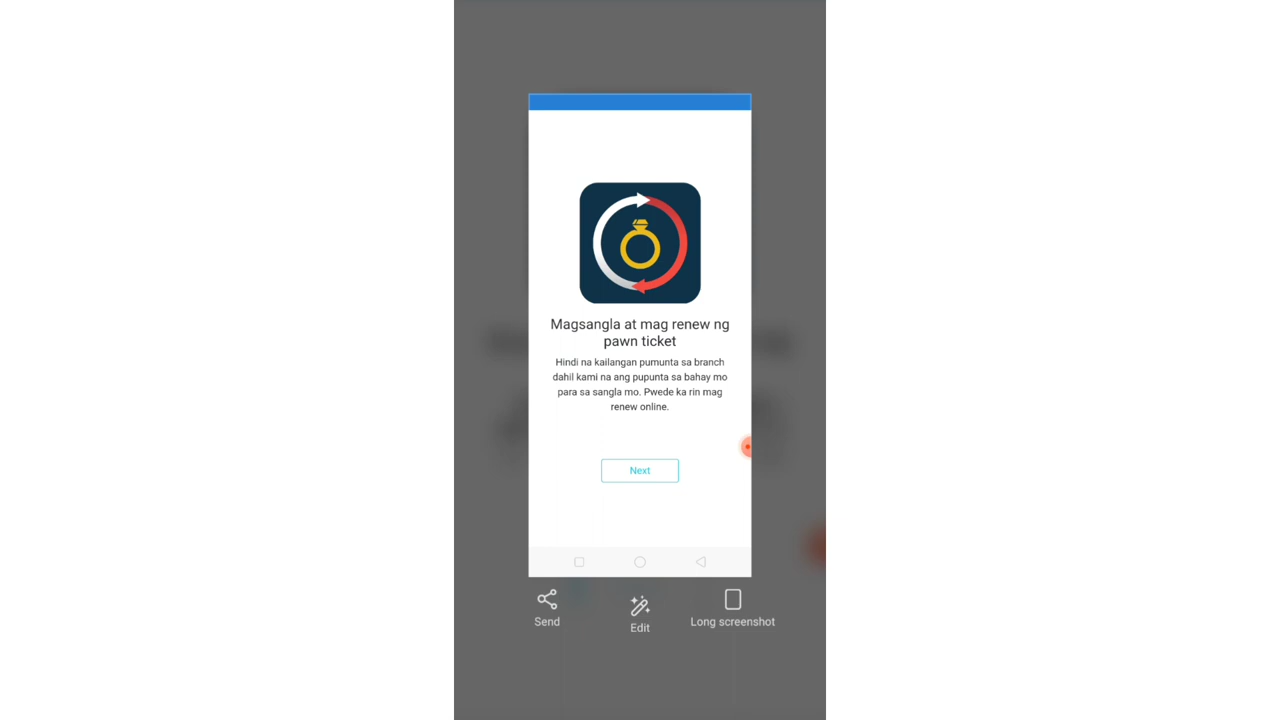 Magsangla at mag renew ng
pawn ticket
Hindi na kailangan pumunta sa branch
dahil kami na ang pupunta sa bahay mo
para sa sangla mo. Pwede ka rin mag
renew online.
Next
Send
Edit
Long screenshot